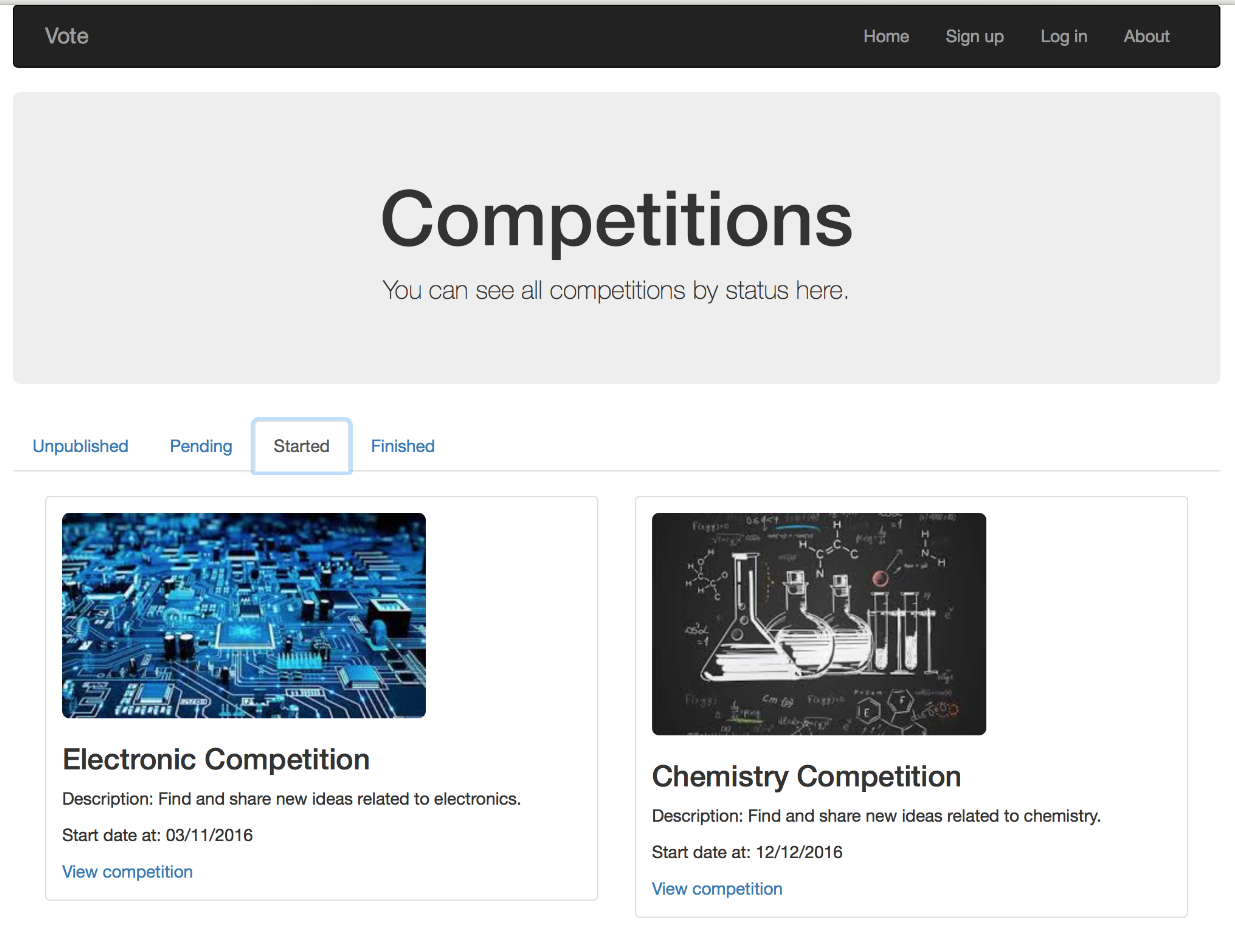 Vote
Home Sign up Log in About
Competitions
You can see all competitions by status here.
Unpublished Pending Started Finished
Electronic Competition
Description: Find and share new ideas related to electronics.
Start date at: 03/11/2016
View competition
Chemistry Competition
Description: Find and share new ideas related to chemistry.
Start date at: 12/12/2016
View competition